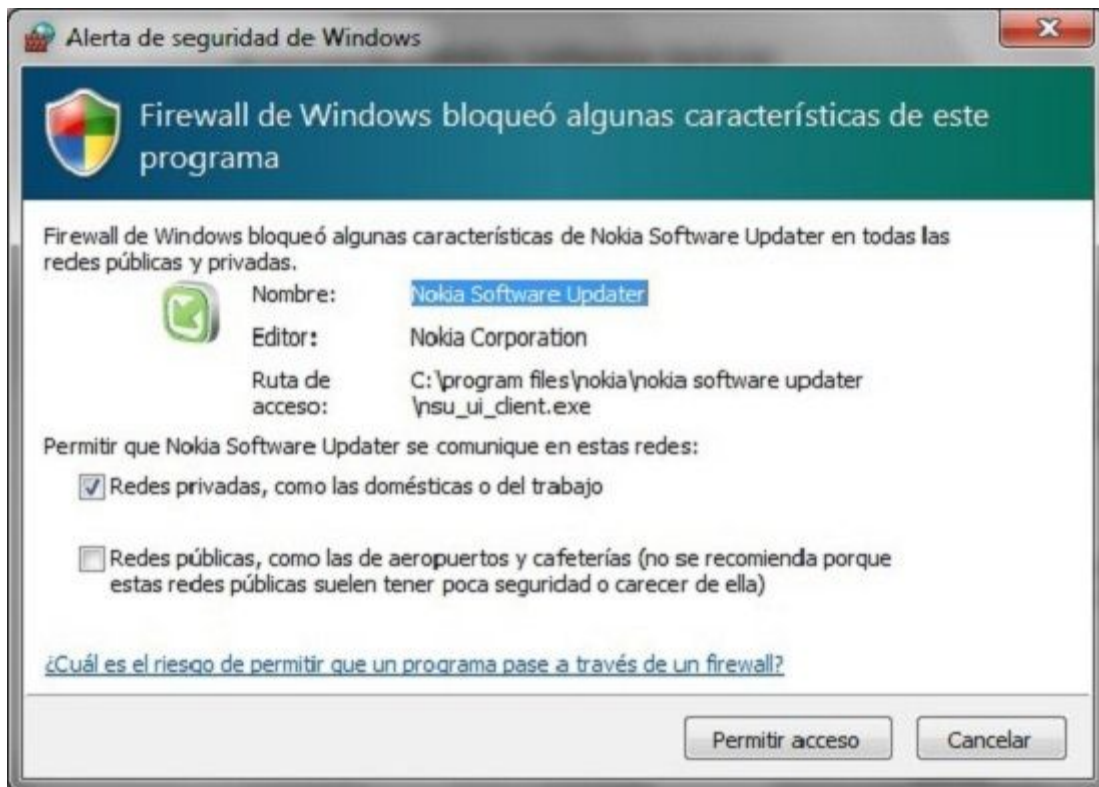 Alerta de seguridad de Windows
Firewall de Windows bloqueó algunas características de este
programa
Firewall de Windows bloqueó algunas características de Nokia Software Updater en todas las
redes públicas y privadas.
Nombre: Nokia Software Updater
Editor: Nokia Corporation
Ruta de acceso: C:\program files\nokia\nokia software updater
\nsu_ui_client.exe
Permitir que Nokia Software Updater se comunique en estas redes:
Redes privadas, como las domésticas o del trabajo
Redes públicas, como las de aeropuertos y cafeterías (no se recomienda porque
estas redes públicas suelen tener poca seguridad o carecer de ella)
¿Cuál es el riesgo de permitir que un programa pase a través de un firewall?
Permitir acceso
Cancelar